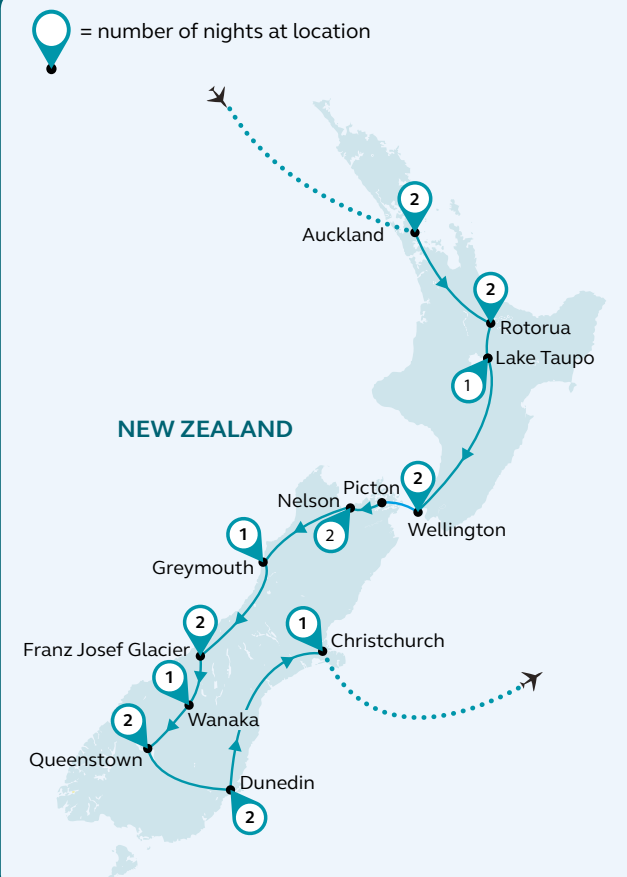 = number of nights at location
2
Auckland
2
Rotorua
Lake Taupo
1
NEW ZEALAND
2
Picton
Nelson
2
Wellington
1
Greymouth
2
1
Christchurch
Franz Josef Glacier
1
Wanaka
2
Queenstown
Dunedin
2